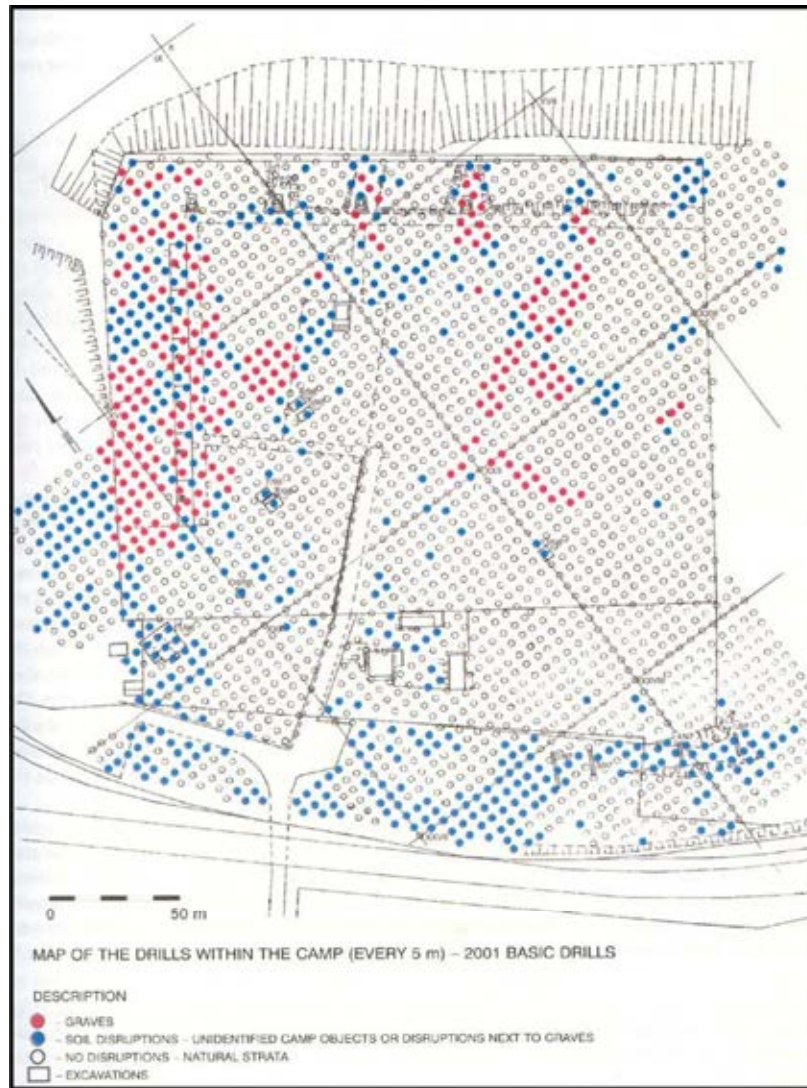 0
50 m
MAP OF THE DRILLS WITHIN THE CAMP (EVERY 5 m) – 2001 BASIC DRILLS
DESCRIPTION
- GRAVES
- SOIL DISRUPTIONS – UNIDENTIFIED CAMP OBJECTS OR DISRUPTIONS NEXT TO GRAVES
- NO DISRUPTIONS – NATURAL STRATA
- EXCAVATIONS